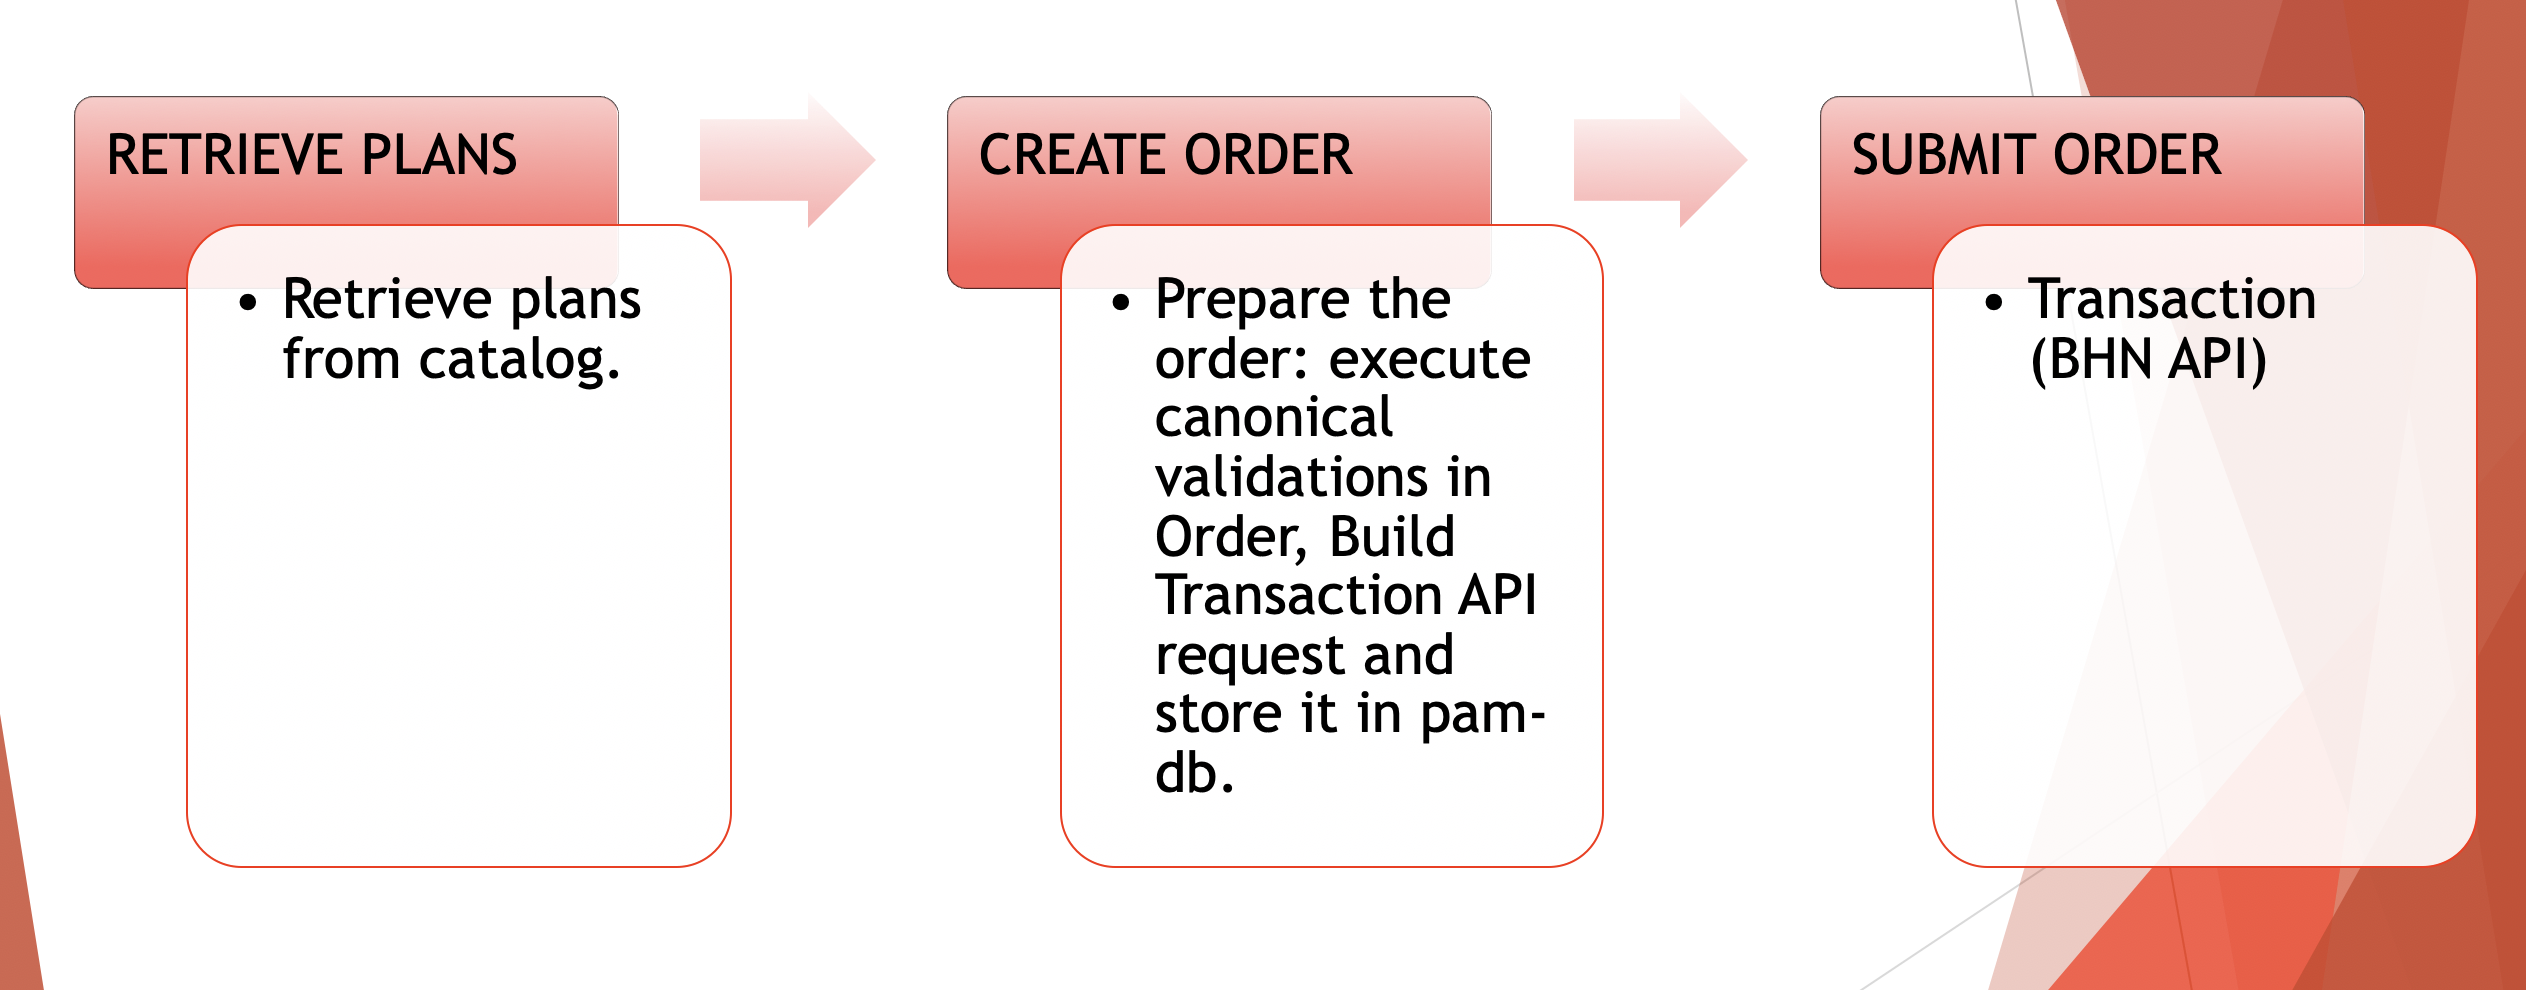 RETRIEVE PLANS
• Retrieve plans
from catalog.
CREATE ORDER
• Prepare the
order: execute
canonical
validations in
Order, Build
Transaction API
request and
store it in pam-
db.
SUBMIT ORDER
• Transaction
(BHN API)